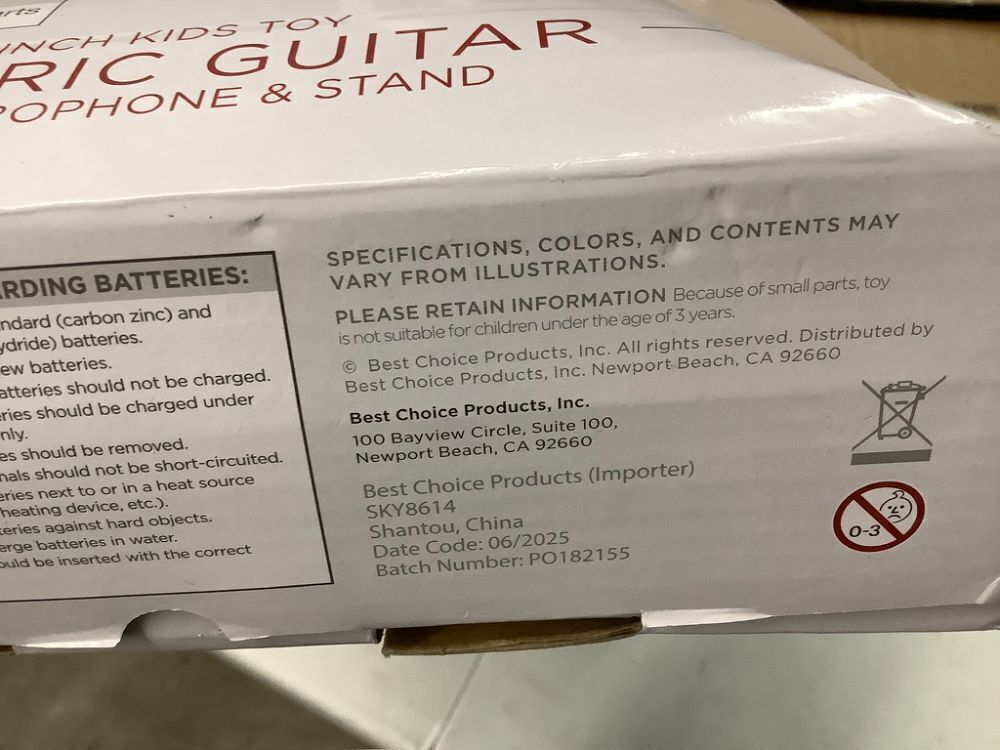 INCH KIDS TOY
RIC GUITAR
OPHONE & STAND
RDING BATTERIES:
ndard (carbon zinc) and
ydride) batteries.
ew batteries.
atteries should not be charged.
ries should be charged under
nly.
es should be removed.
nals should not be short-circuited.
eries next to or in a heat source
heating device, etc.).
teries against hard objects.
erge batteries in water.
ould be inserted with the correct
SPECIFICATIONS, COLORS, AND CONTENTS MAY
VARY FROM ILLUSTRATIONS.
PLEASE RETAIN INFORMATION Because of small parts, toy
is not suitable for children under the age of 3 years.
© Best Choice Products, Inc. All rights reserved. Distributed by
Best Choice Products, Inc. Newport Beach, CA 92660
Best Choice Products, Inc.
100 Bayview Circle, Suite 100,
Newport Beach, CA 92660
Best Choice Products (Importer)
SKY8614
Shantou, China
Date Code: 06/2025
Batch Number: PO182155
0-3